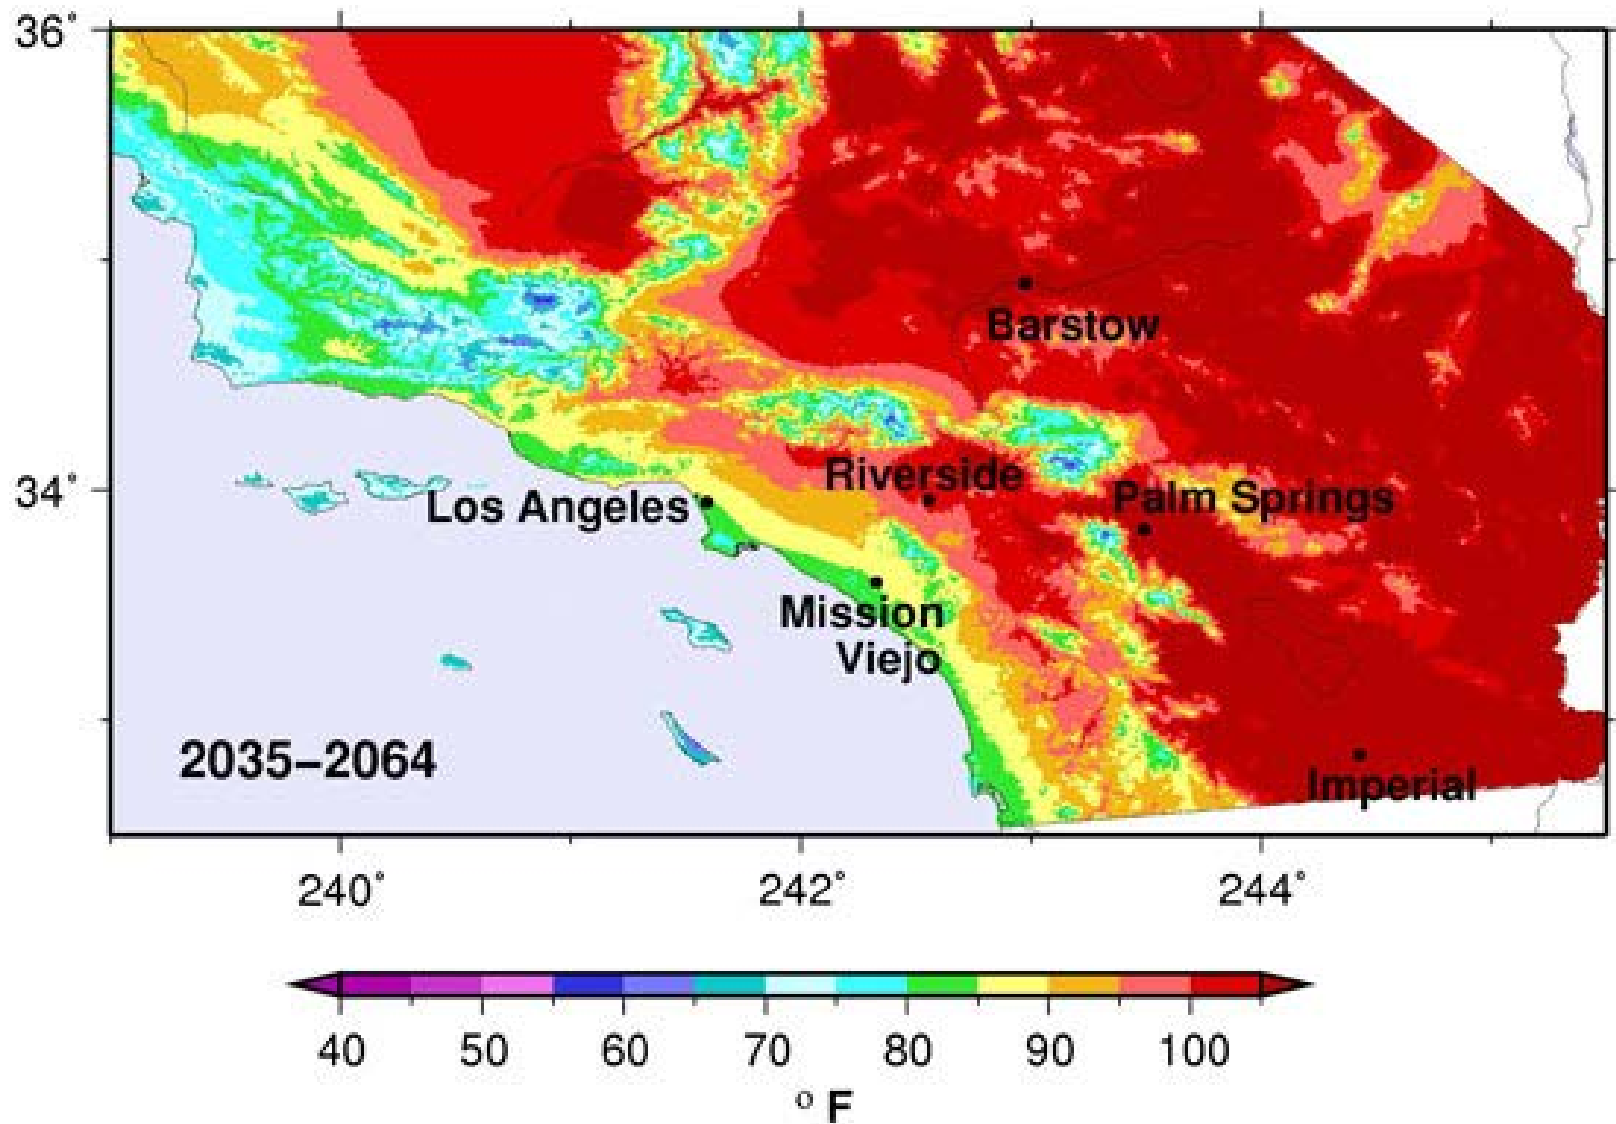 36°
Barstow
Riverside
34°
Palm Springs
Los Angeles
Mission
Viejo
2035–2064
Imperial
240° 242° 244°
40 50 60 70 80 90 100
° F